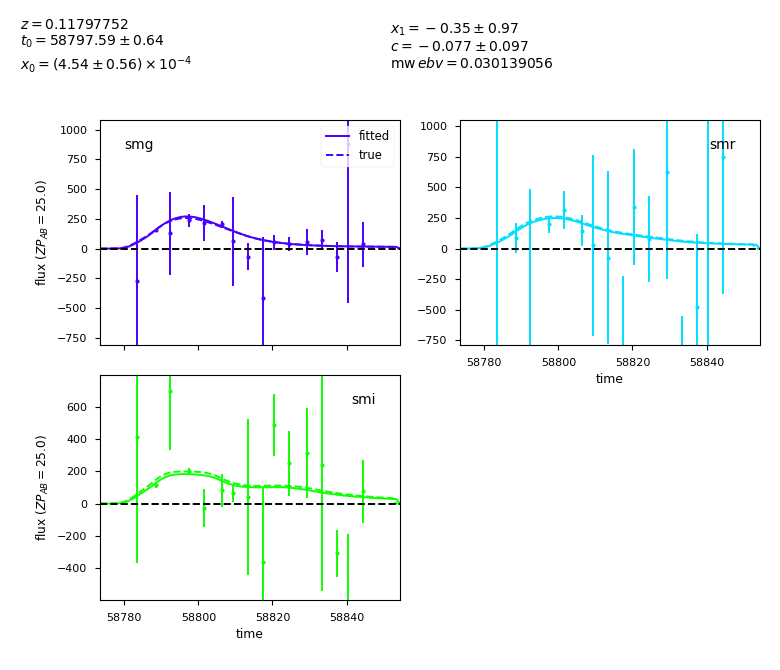 z = 0.11797752
t₀ = 58797.59 ± 0.64
x₀ = (4.54 ± 0.56) × 10⁻⁴
x₁ = −0.35 ± 0.97
c = −0.077 ± 0.097
mw ebv = 0.030139056
smg
fitted
true
1000
750
500
250
0
−250
−500
−750
flux (ZP_AB = 25.0)
smr
1000
750
500
250
0
−250
−500
−750
58780 58800 58820 58840
time
smi
600
400
200
0
−200
−400
flux (ZP_AB = 25.0)
58780 58800 58820 58840
time